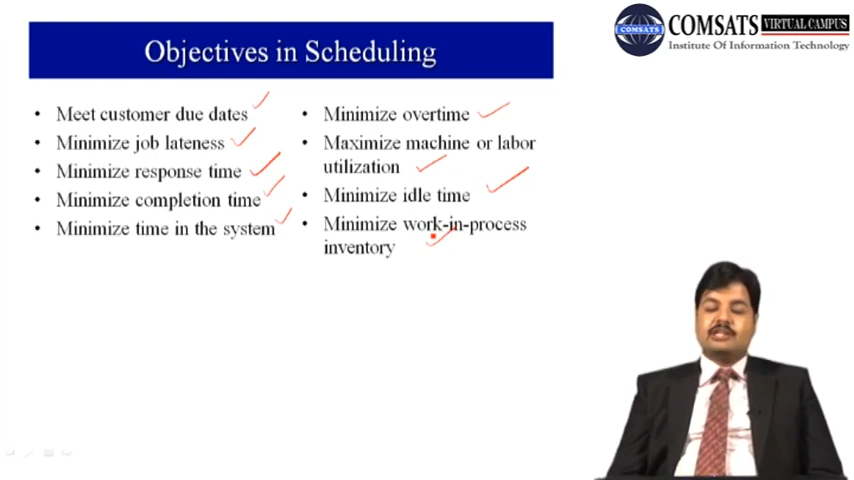 Objectives in Scheduling
COMSATS VIRTUAL CAMPUS
COMSATS
Institute Of Information Technology
• Meet customer due dates
• Minimize job lateness
• Minimize response time
• Minimize completion time
• Minimize time in the system
• Minimize overtime
• Maximize machine or labor
utilization
• Minimize idle time
• Minimize work-in-process
inventory